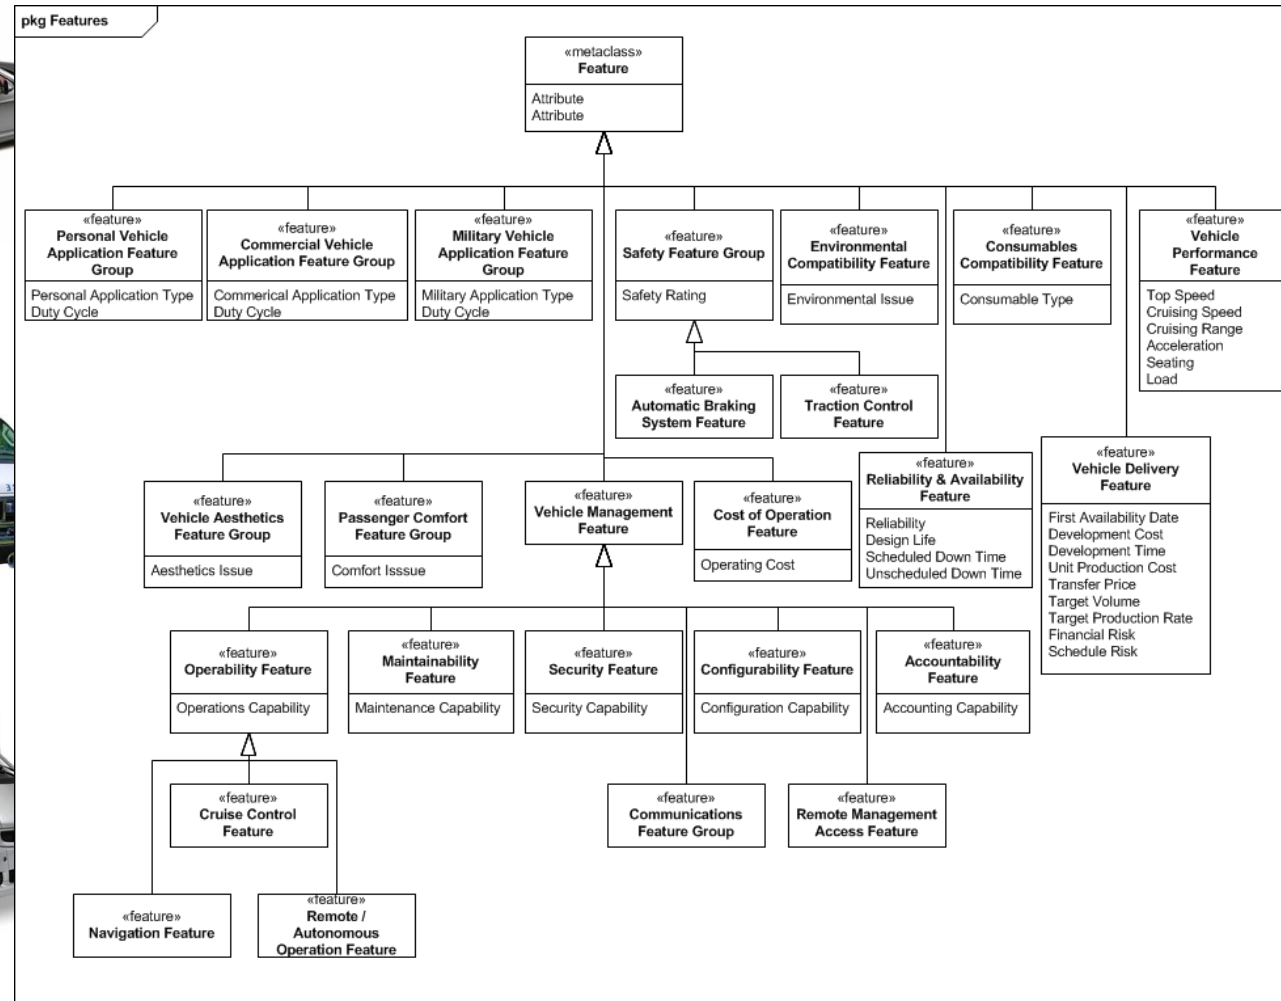 pkg Features
«metaclass»
Feature
Attribute
Attribute
«feature»
Personal Vehicle
Application Feature
Group
Personal Application Type
Duty Cycle
«feature»
Commercial Vehicle
Application Feature Group
Commerical Application Type
Duty Cycle
«feature»
Military Vehicle
Application Feature
Group
Military Application Type
Duty Cycle
«feature»
Safety Feature Group
Safety Rating
«feature»
Environmental
Compatibility Feature
Environmental Issue
«feature»
Consumables
Compatibility Feature
Consumable Type
«feature»
Vehicle
Performance
Feature
Top Speed
Cruising Speed
Cruising Range
Acceleration
Seating
Load
«feature»
Automatic Braking
System Feature
«feature»
Traction Control
Feature
«feature»
Vehicle Aesthetics
Feature Group
Aesthetics Issue
«feature»
Passenger Comfort
Feature Group
Comfort Isssue
«feature»
Vehicle Management
Feature
«feature»
Cost of Operation
Feature
Operating Cost
«feature»
Reliability & Availability
Feature
Reliability
Design Life
Scheduled Down Time
Unscheduled Down Time
«feature»
Vehicle Delivery
Feature
First Availability Date
Development Cost
Development Time
Unit Production Cost
Transfer Price
Target Volume
Target Production Rate
Financial Risk
Schedule Risk
«feature»
Operability Feature
Operations Capability
«feature»
Maintainability
Feature
Maintenance Capability
«feature»
Security Feature
Security Capability
«feature»
Configurability Feature
Configuration Capability
«feature»
Accountability
Feature
Accounting Capability
«feature»
Cruise Control
Feature
«feature»
Communications
Feature Group
«feature»
Remote Management
Access Feature
«feature»
Navigation Feature
«feature»
Remote /
Autonomous
Operation Feature